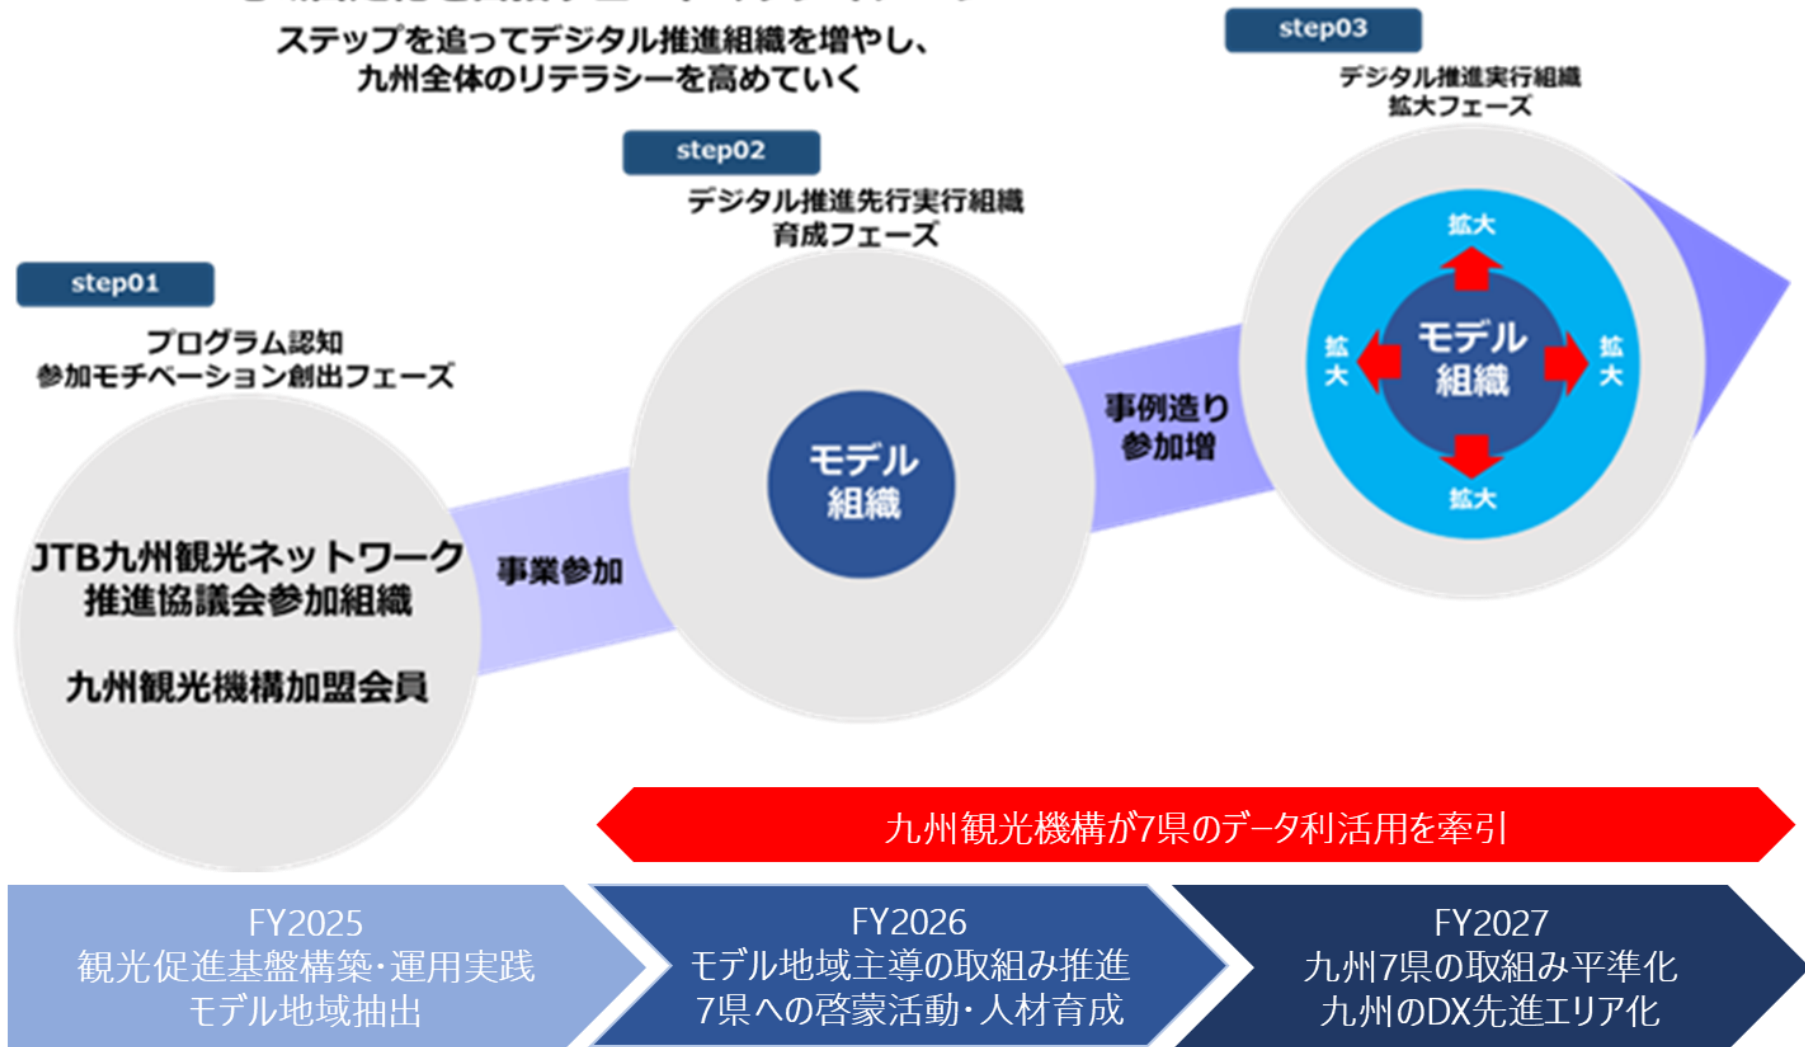 ステップを追ってデジタル推進組織を増やし、
九州全体のリテラシーを高めていく
step01
プログラム認知
参加モチベーション創出フェーズ
JTB九州観光ネットワーク
推進協議会参加組織
九州観光機構加盟会員
事業参加
step02
デジタル推進先行実行組織
育成フェーズ
モデル
組織
事例造り
参加増
step03
デジタル推進実行組織
拡大フェーズ
拡大
拡
大
モデル
組織
拡
大
拡大
九州観光機構が7県のデータ利活用を牽引
FY2025
観光促進基盤構築・運用実践
モデル地域抽出
FY2026
モデル地域主導の取組み推進
7県への啓蒙活動・人材育成
FY2027
九州7県の取組み平準化
九州のDX先進エリア化